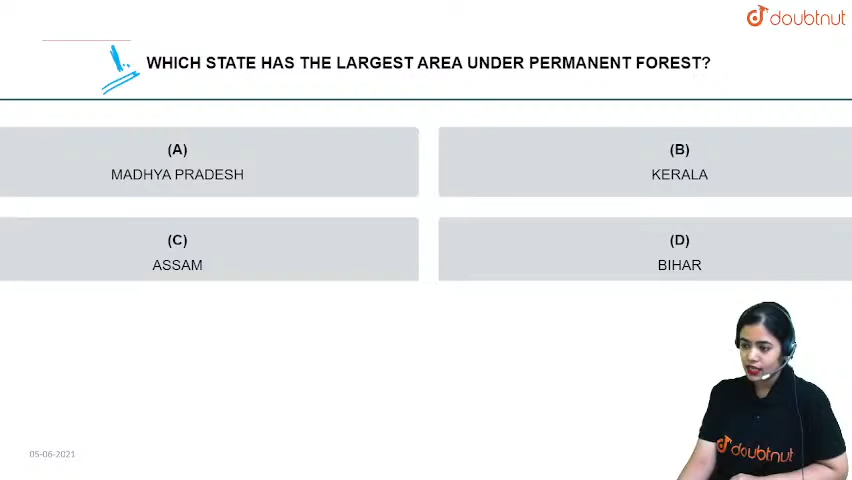 doubtnut
1.
WHICH STATE HAS THE LARGEST AREA UNDER PERMANENT FOREST?
(A)
MADHYA PRADESH
(B)
KERALA
(C)
ASSAM
(D)
BIHAR
doubtnut
05-06-2021